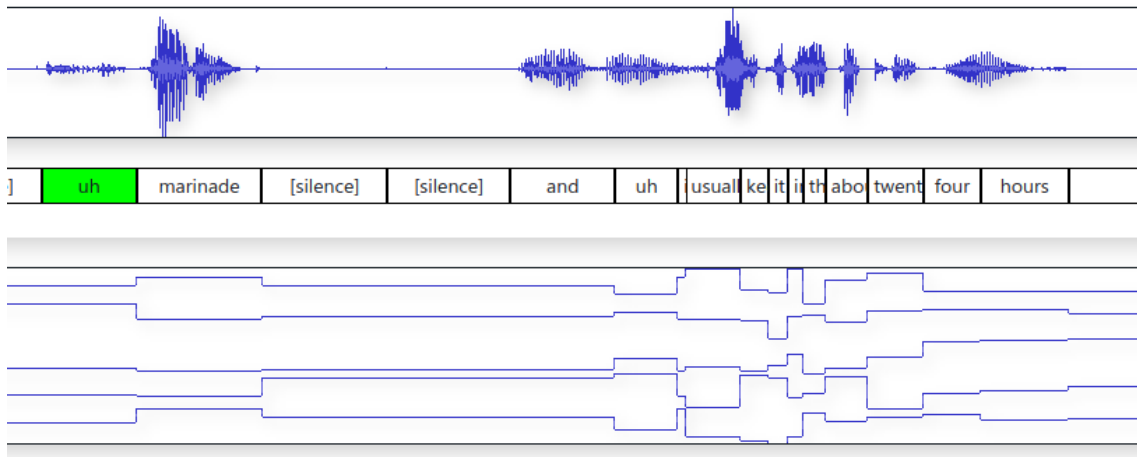 uh marinade [silence] [silence] and uh usuall ke it th abo twent four hours